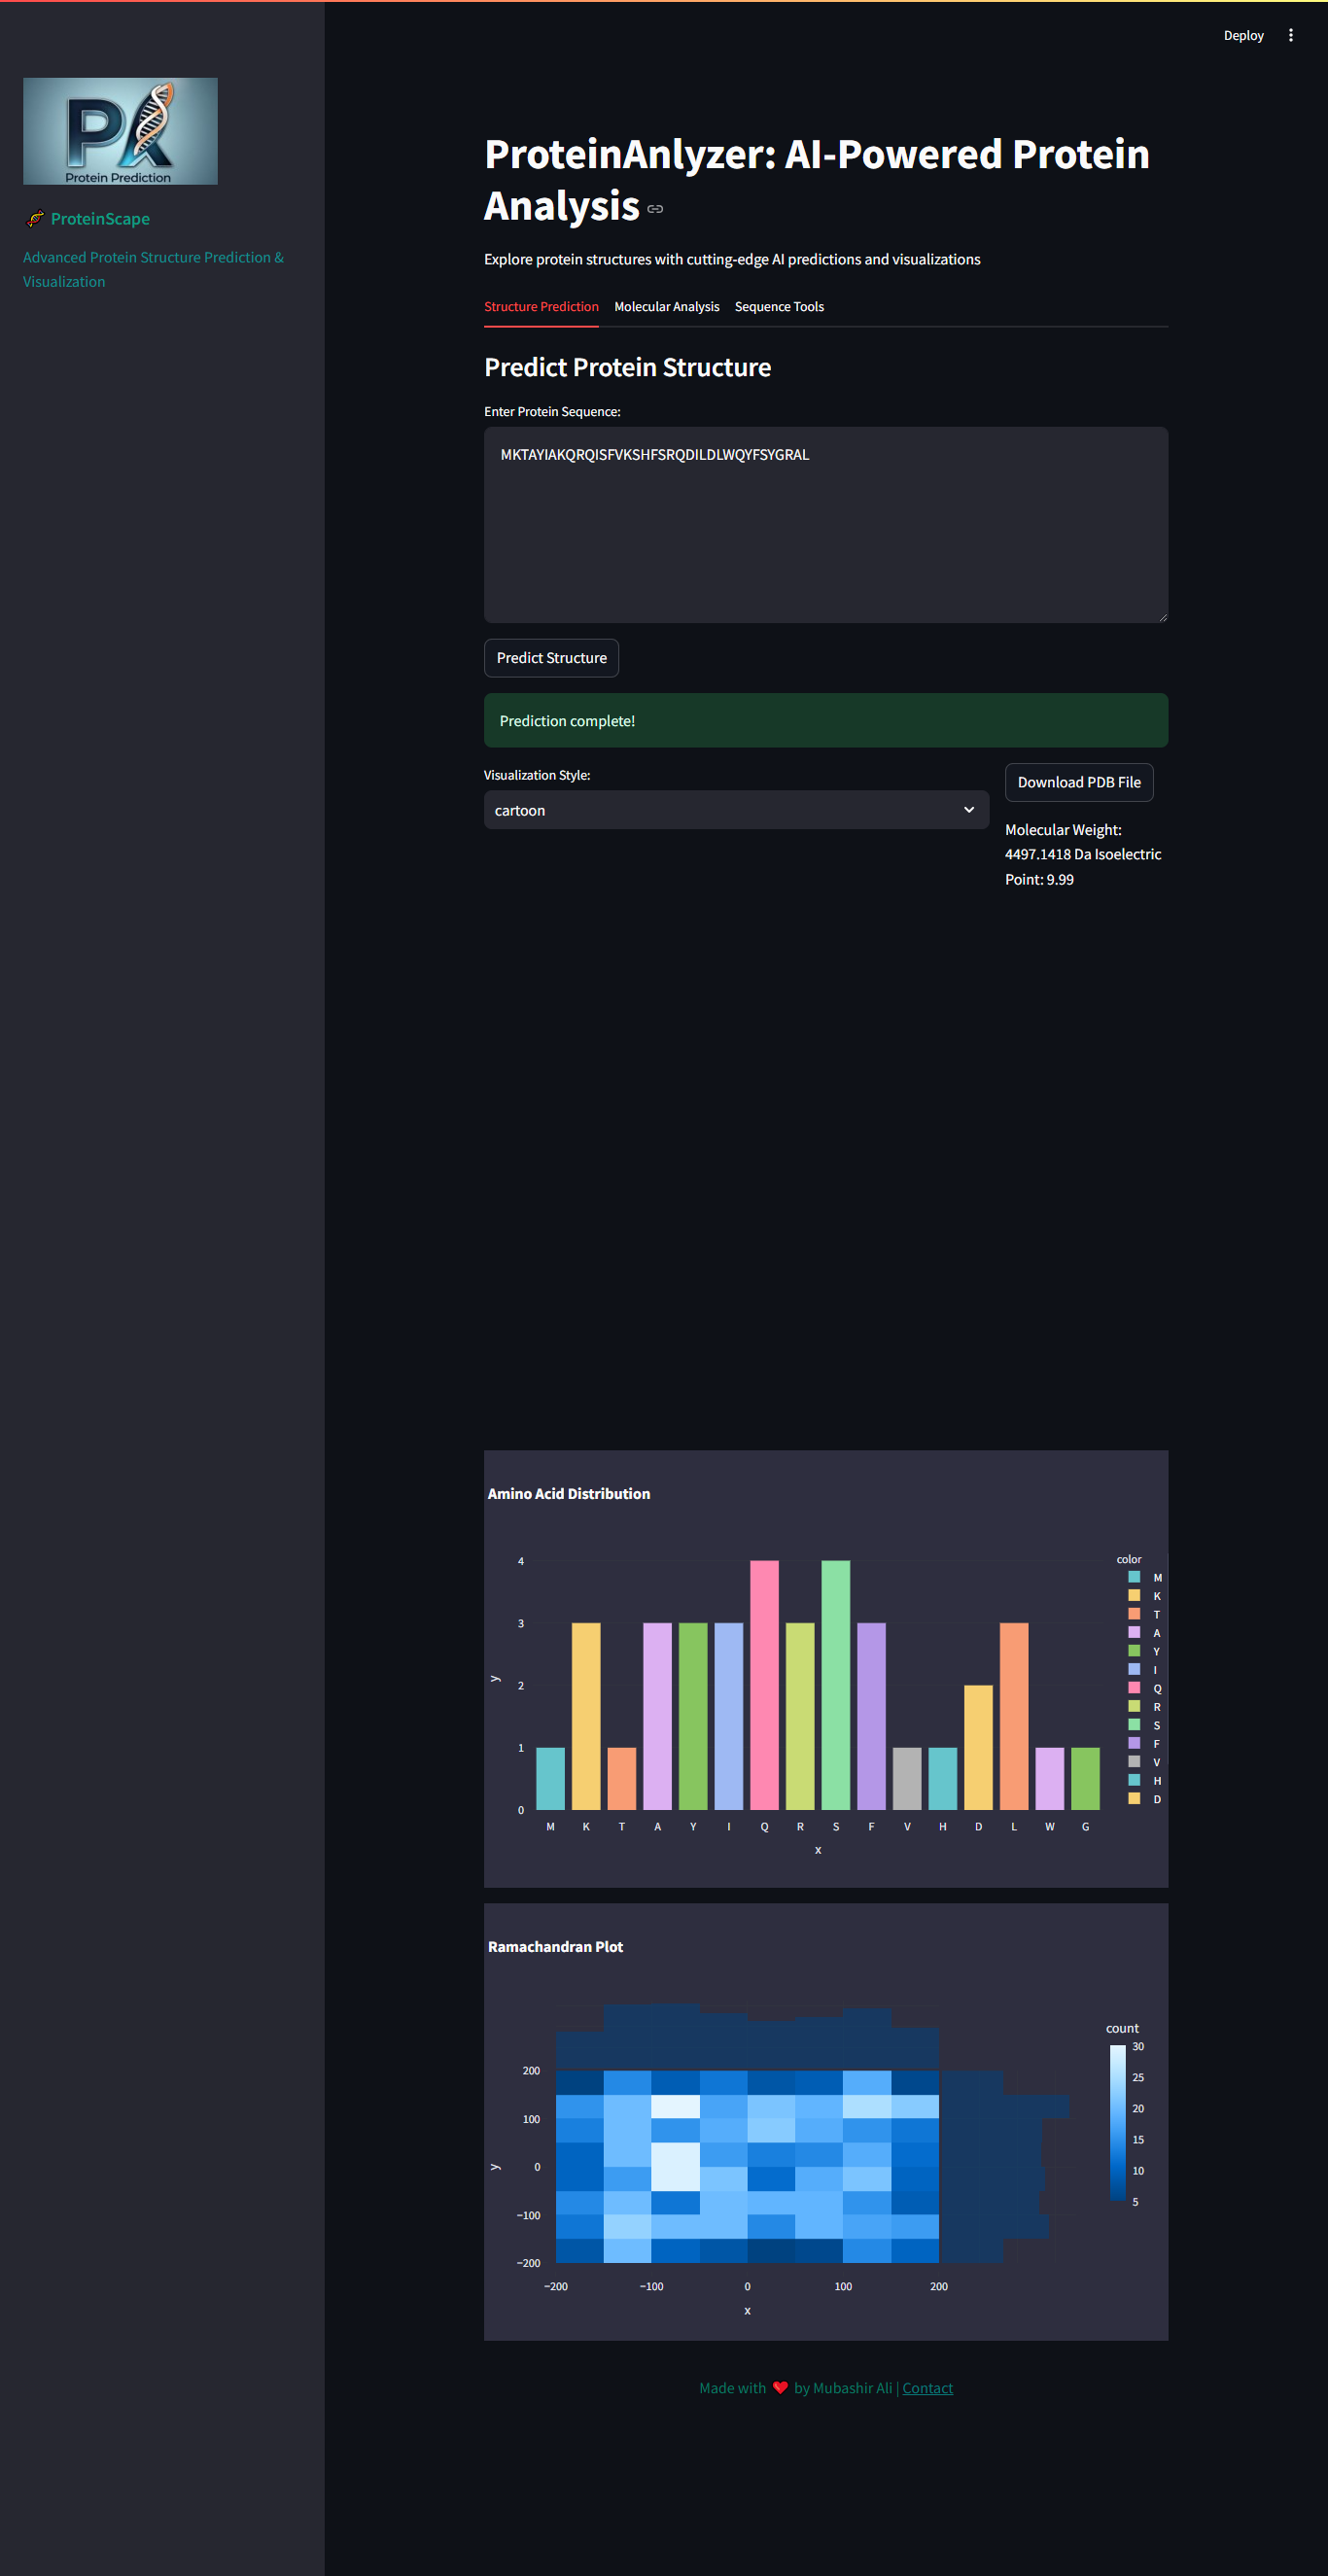 Deploy
PA
Protein Prediction
ProteinScape
Advanced Protein Structure Prediction &
Visualization
ProteinAnlyzer: AI-Powered Protein
Analysis
Explore protein structures with cutting-edge AI predictions and visualizations
Structure Prediction Molecular Analysis Sequence Tools
Predict Protein Structure
Enter Protein Sequence:
MKTAYIAKQRQISFVKSHFSRQDILDLWQYFSYGRAL
Predict Structure
Prediction complete!
Visualization Style:
cartoon
Download PDB File
Molecular Weight:
4497.1418 Da Isoelectric
Point: 9.99
Amino Acid Distribution
4
3
2
1
0
y
M K T A Y I Q R S F V H D L W G
x
color
M
K
T
A
Y
I
Q
R
S
F
V
H
D
Ramachandran Plot
200
100
0
−100
−200
y
−200 −100 0 100 200
x
count
30
25
20
15
10
5
Made with ❤️ by Mubashir Ali | Contact